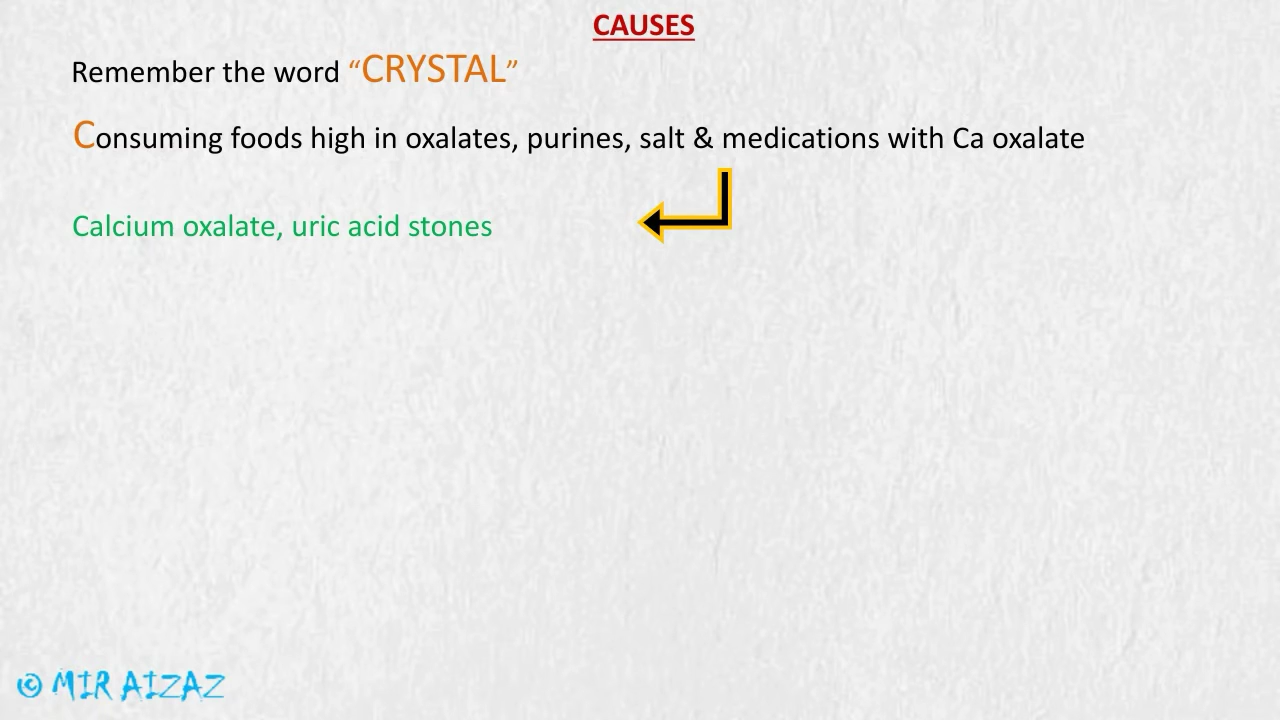 CAUSES
Remember the word “CRYSTAL”
Consuming foods high in oxalates, purines, salt & medications with Ca oxalate
Calcium oxalate, uric acid stones
© MIR AIZAZ